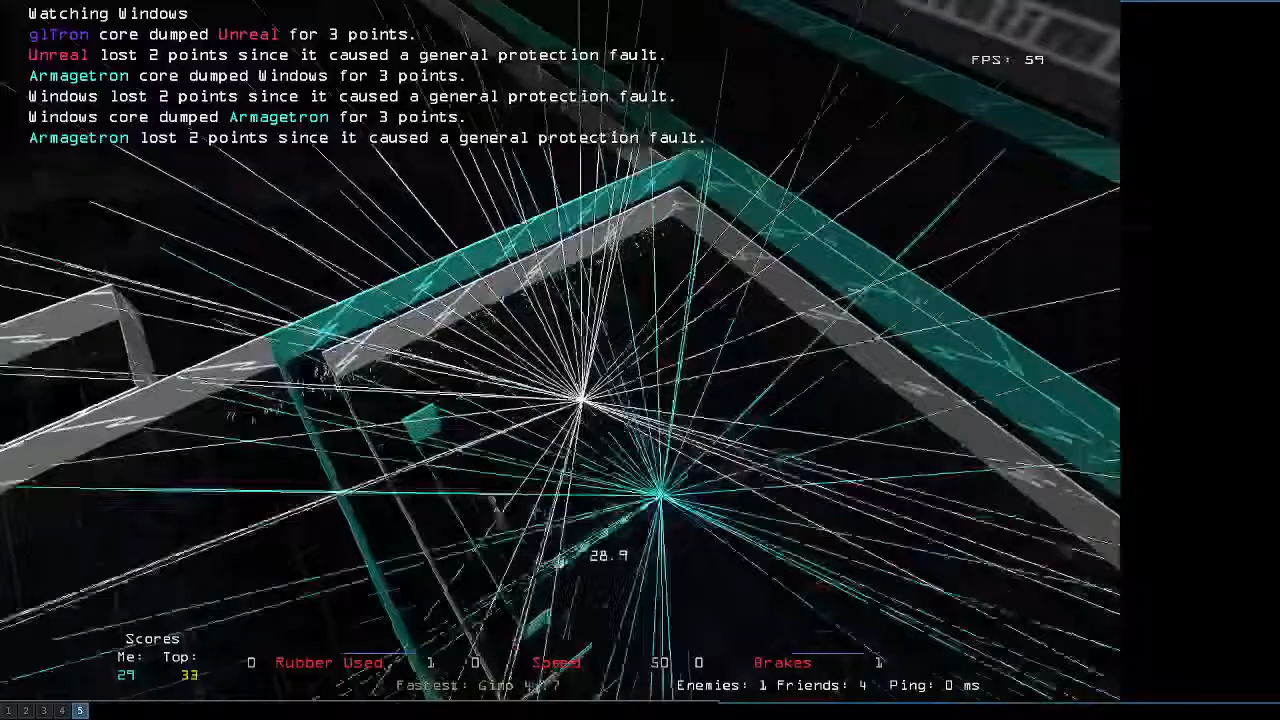 Watching Windows
glTron core dumped Unreal for 3 points.
Unreal lost 2 points since it caused a general protection fault.
FPS: 59
Armagetron core dumped Windows for 3 points.
Windows lost 2 points since it caused a general protection fault.
Windows core dumped Armagetron for 3 points.
Armagetron lost 2 points since it caused a general protection fault.
28.9
Scores
Me: Top:
29 33
0 Rubber Used 1 0 Speed 50 0 Brakes 1
Fastest: Gimp
Enemies: 1 Friends: 4 Ping: 0 ms
1 2 3 4 5